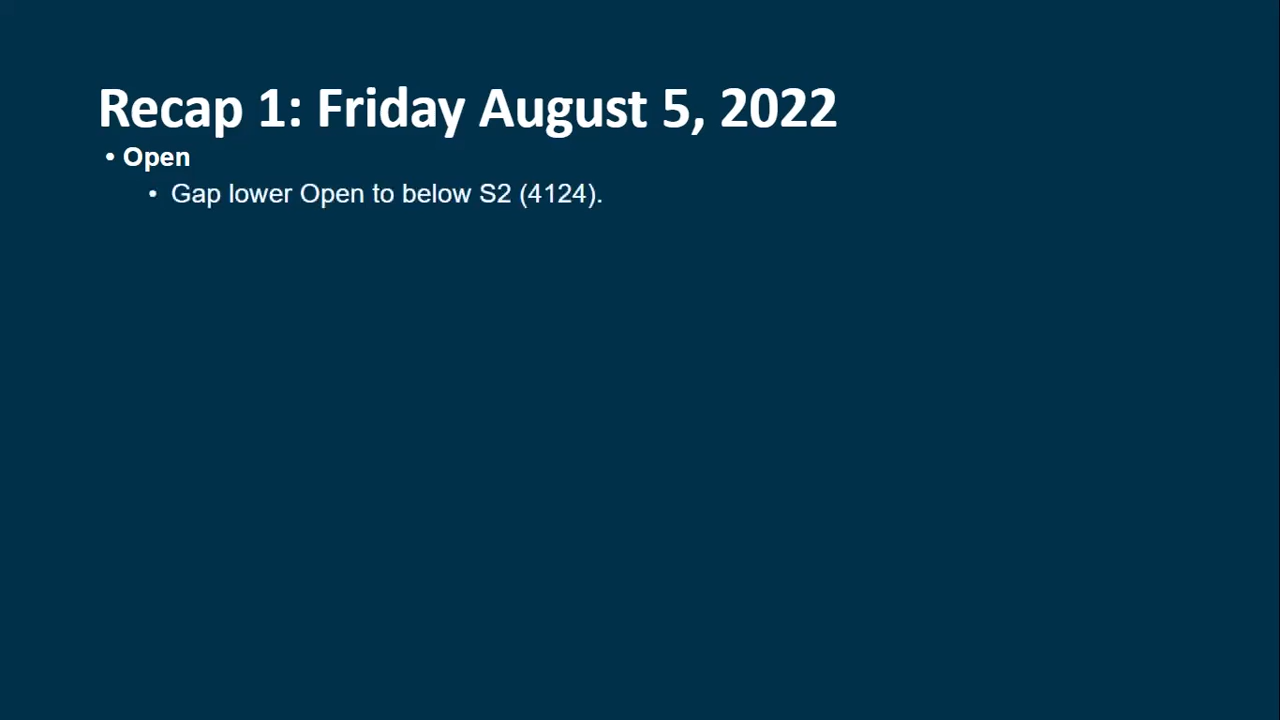 Recap 1: Friday August 5, 2022
• Open
• Gap lower Open to below S2 (4124).